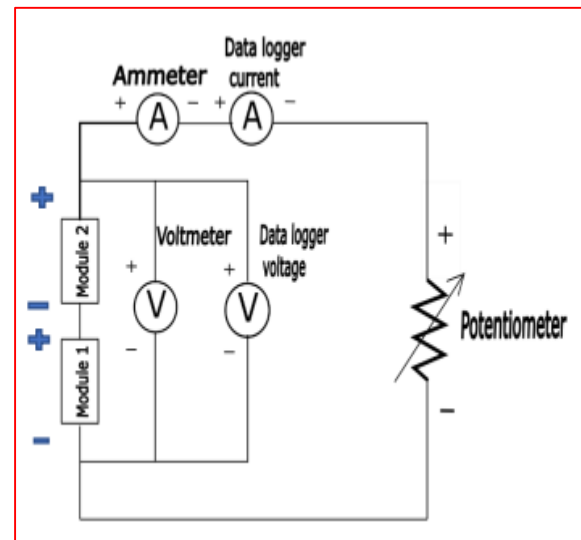 Data logger
current
Ammeter
+ A - + A -
+
Module 2
-
+
Module 1
-
Voltmeter
+
V
-
Data logger
voltage
+
V
-
+
Potentiometer
-